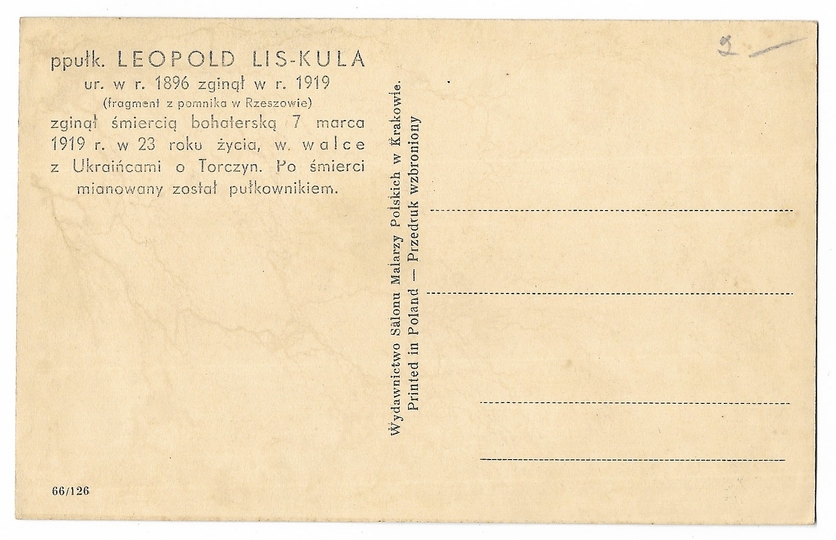 ppułk. LEOPOLD LIS-KULA
ur. w r. 1896 zginął w r. 1919
(fragment z pomnika w Rzeszowie)
zginął śmiercią bohaterską 7 marca
1919 r. w 23 roku życia, w. walce
z Ukraińcami o Torczyn. Po śmierci
mianowany został pułkownikiem.
Wydawnictwo Salonu Malarzy Polskich w Krakowie.
Printed in Poland — Przedruk wzbroniony
2 —
66/126